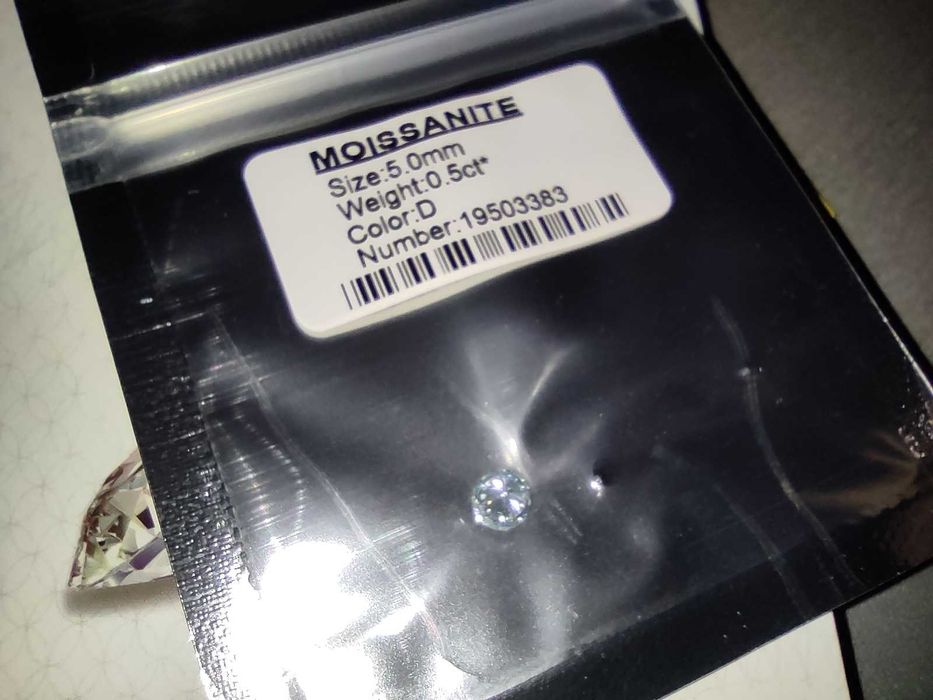 MOISSANITE
Size:5.0mm
Weight:0.5ct*
Color:D
Number:19503383